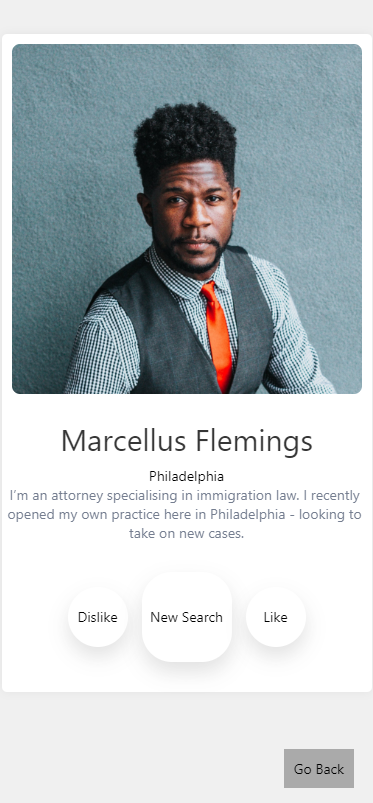 Marcellus Flemings
Philadelphia
I'm an attorney specialising in immigration law. I recently
opened my own practice here in Philadelphia - looking to
take on new cases.
Dislike
New Search
Like
Go Back